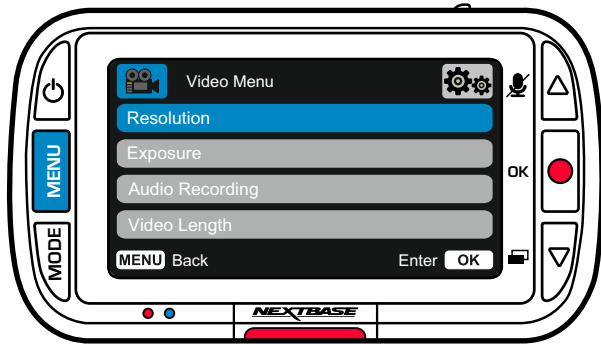 Video Menu
Resolution
Exposure
Audio Recording
Video Length
MENU Back
Enter OK
MENU
MODE
OK
NEXTBASE